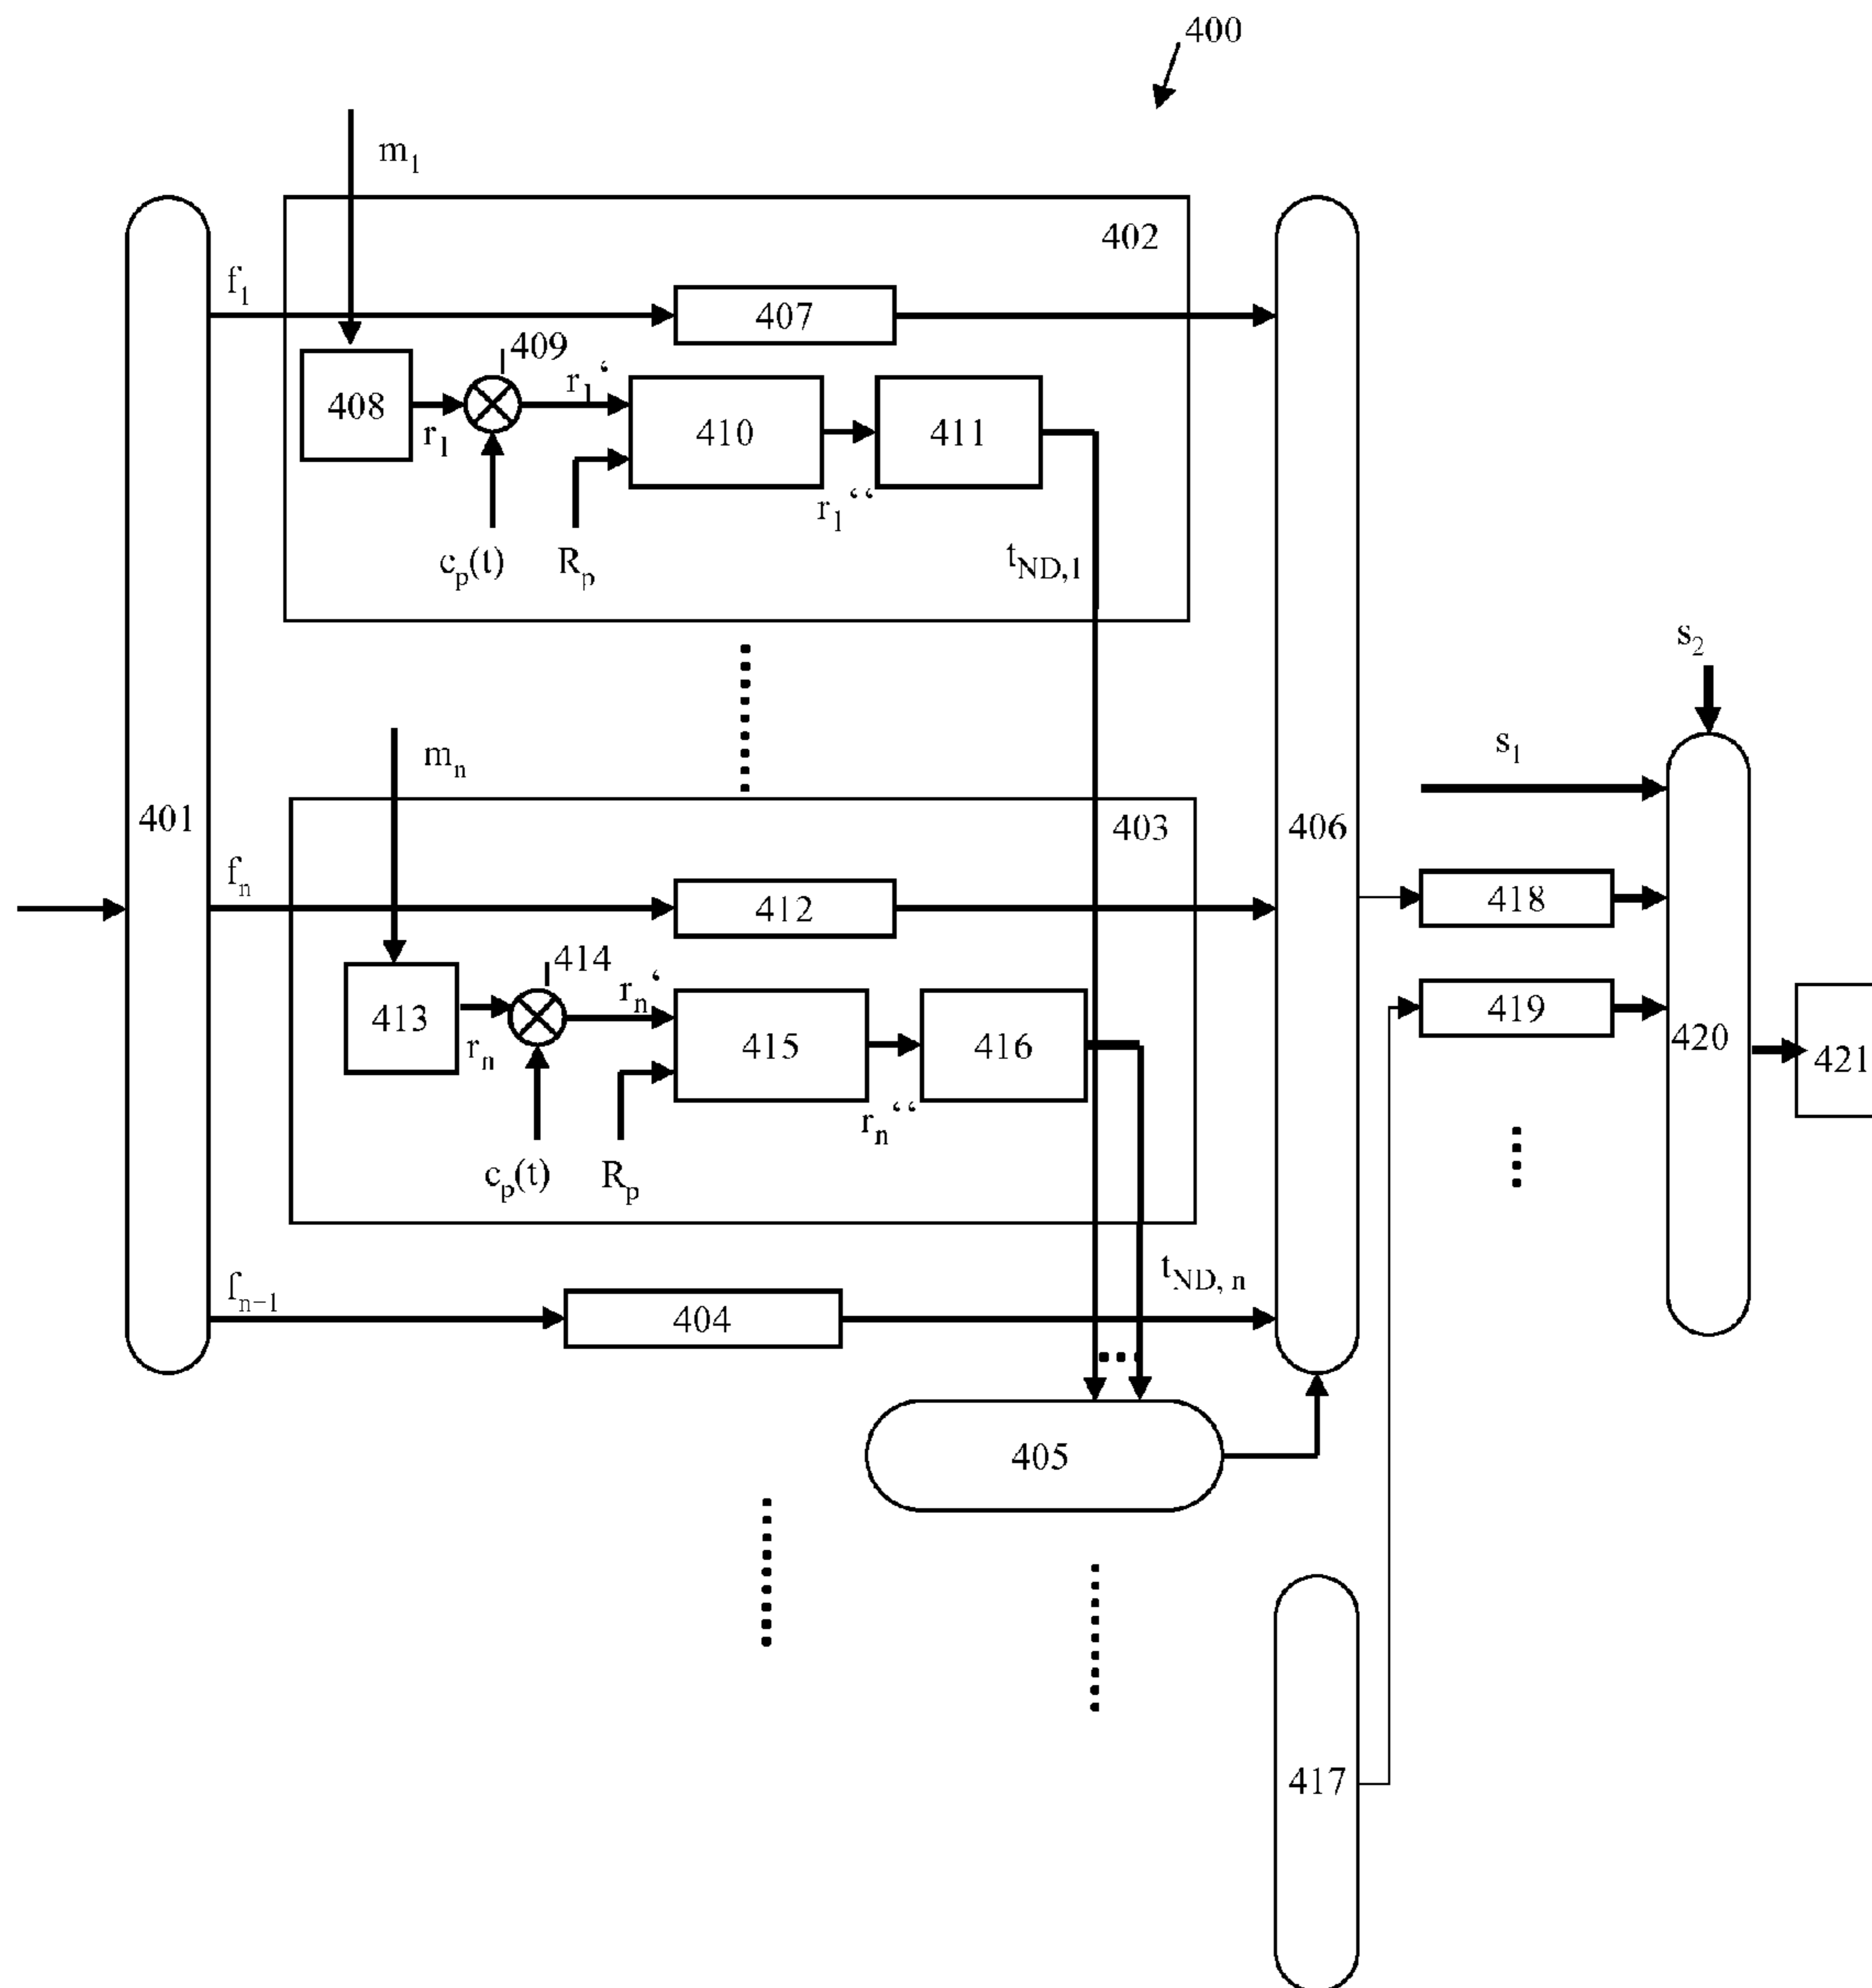 400
m1
402
f1
407
409
r1‘
408
r1
410
411
r1‘‘
cp(t)
Rp
tND,1
s2
mn
s1
401
403
406
fn
412
418
414
rn‘
419
413
rn
415
416
420
421
rn‘‘
cp(t)
Rp
tND, n
fn–1
404
405
417